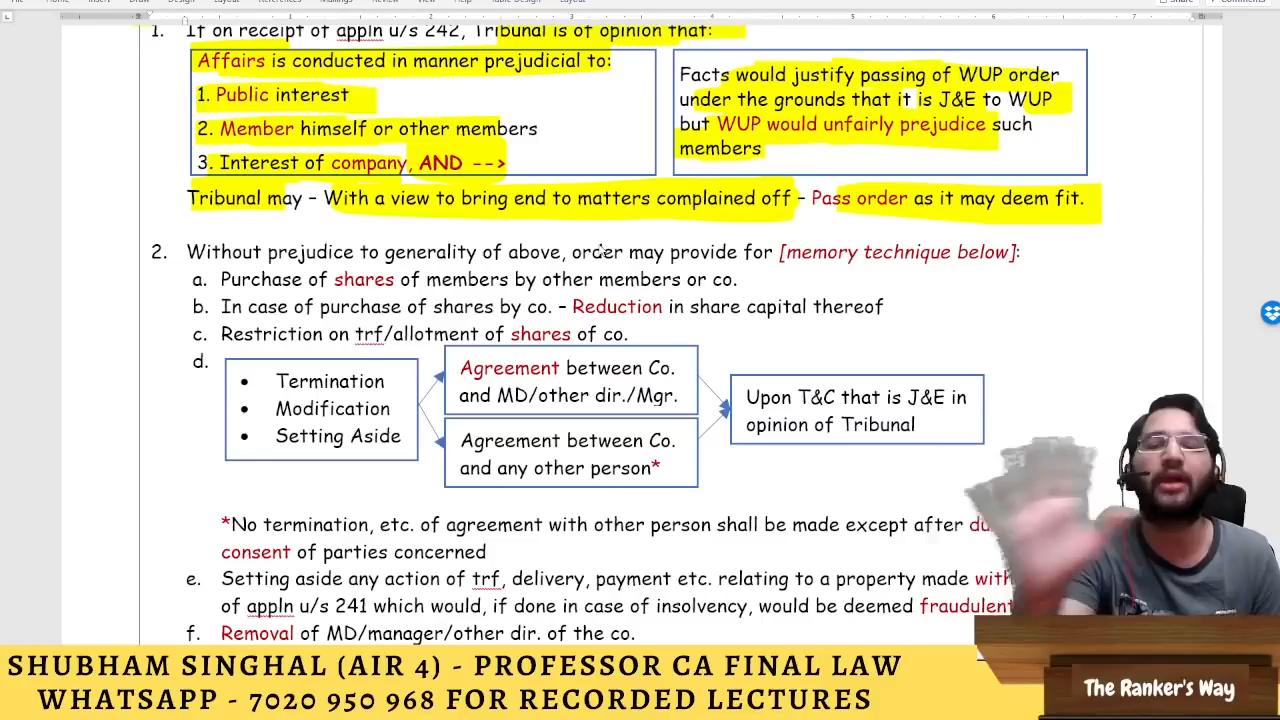 1. If on receipt of appln u/s 242, Tribunal is of opinion that:
Affairs is conducted in manner prejudicial to:
1. Public interest
2. Member himself or other members
3. Interest of company, AND -->
Facts would justify passing of WUP order
under the grounds that it is J&E to WUP
but WUP would unfairly prejudice such
members
Tribunal may – With a view to bring end to matters complained off – Pass order as it may deem fit.
2. Without prejudice to generality of above, order may provide for [memory technique below]:
a. Purchase of shares of members by other members or co.
b. In case of purchase of shares by co. – Reduction in share capital thereof
c. Restriction on trf/allotment of shares of co.
d.
• Termination
• Modification
• Setting Aside
Agreement between Co.
and MD/other dir./Mgr.
Agreement between Co.
and any other person*
Upon T&C that is J&E in
opinion of Tribunal
*No termination, etc. of agreement with other person shall be made except after
consent of parties concerned
e. Setting aside any action of trf, delivery, payment etc. relating to a property made
of appln u/s 241 which would, if done in case of insolvency, would be deemed fraudulent
f. Removal of MD/manager/other dir. of the co.
SHUBHAM SINGHAL (AIR 4) - PROFESSOR CA FINAL LAW
WHATSAPP - 7020 950 968 FOR RECORDED LECTURES
The Ranker's Way